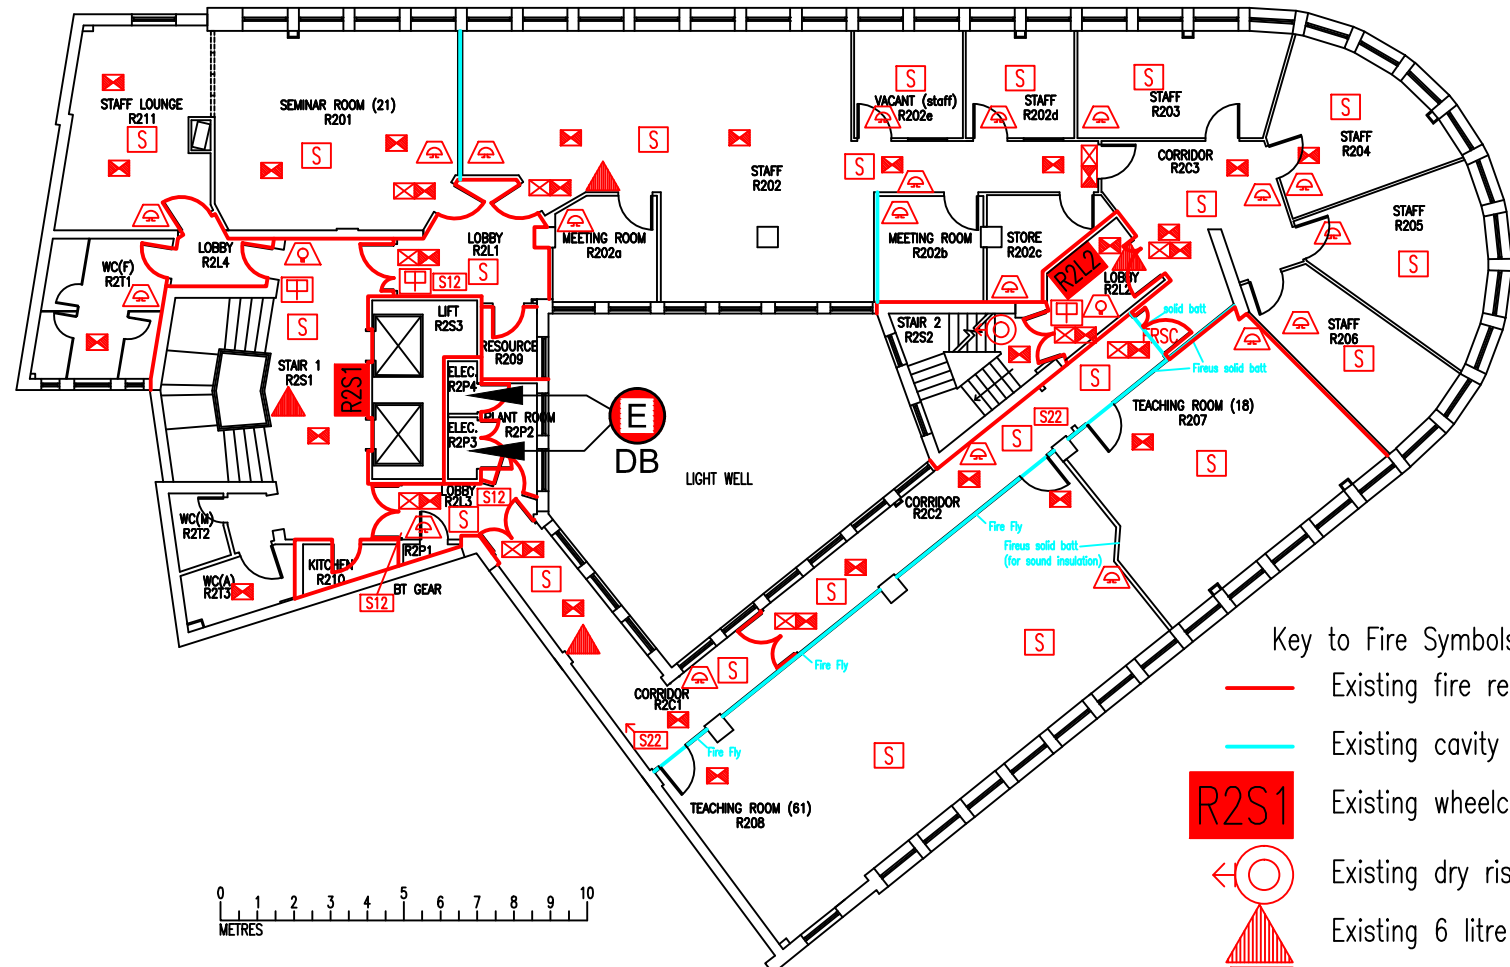 STAFF LOUNGE
R211
S
SEMINAR ROOM (21)
R201
S
S
STAFF
R202
S
S
VACANT (staff)
R202e
S
STAFF
R202d
S
STAFF
R203
S
STAFF
R204
CORRIDOR
R2C3
S
STAFF
R205
S
STAFF
R206
S
WC(F)
R2T1
LOBBY
R2L4
LOBBY
R2L1
S
S12
MEETING ROOM
R202a
MEETING ROOM
R202b
STORE
R202c
R2L2
LOBBY
R2L2
solid batt
RSC
Fireus solid batt
STAIR 2
R2S2
S
STAIR 1
R2S1
R2S1
LIFT
R2S3
RESOURCE
R209
ELEC.
R2P4
ELEC.
R2P3
PLANT ROOM
R2P2
E
DB
LIGHT WELL
S
S22
S
TEACHING ROOM (18)
R207
S
CORRIDOR
R2C2
Fire Fly
Fireus solid batt
(for sound insulation)
WC(M)
R2T2
WC(A)
R2T3
KITCHEN
R210
LOBBY
R2L3
S12
S
R2P1
BT GEAR
S12
S
S
Fire Fly
S
CORRIDOR
R2C1
S22
Fire Fly
S
S
TEACHING ROOM (61)
R208
0 1 2 3 4 5 6 7 8 9 10
METRES
Key to Fire Symbols
Existing fire re
Existing cavity
R2S1
Existing wheelc
Existing dry ris
Existing 6 litre